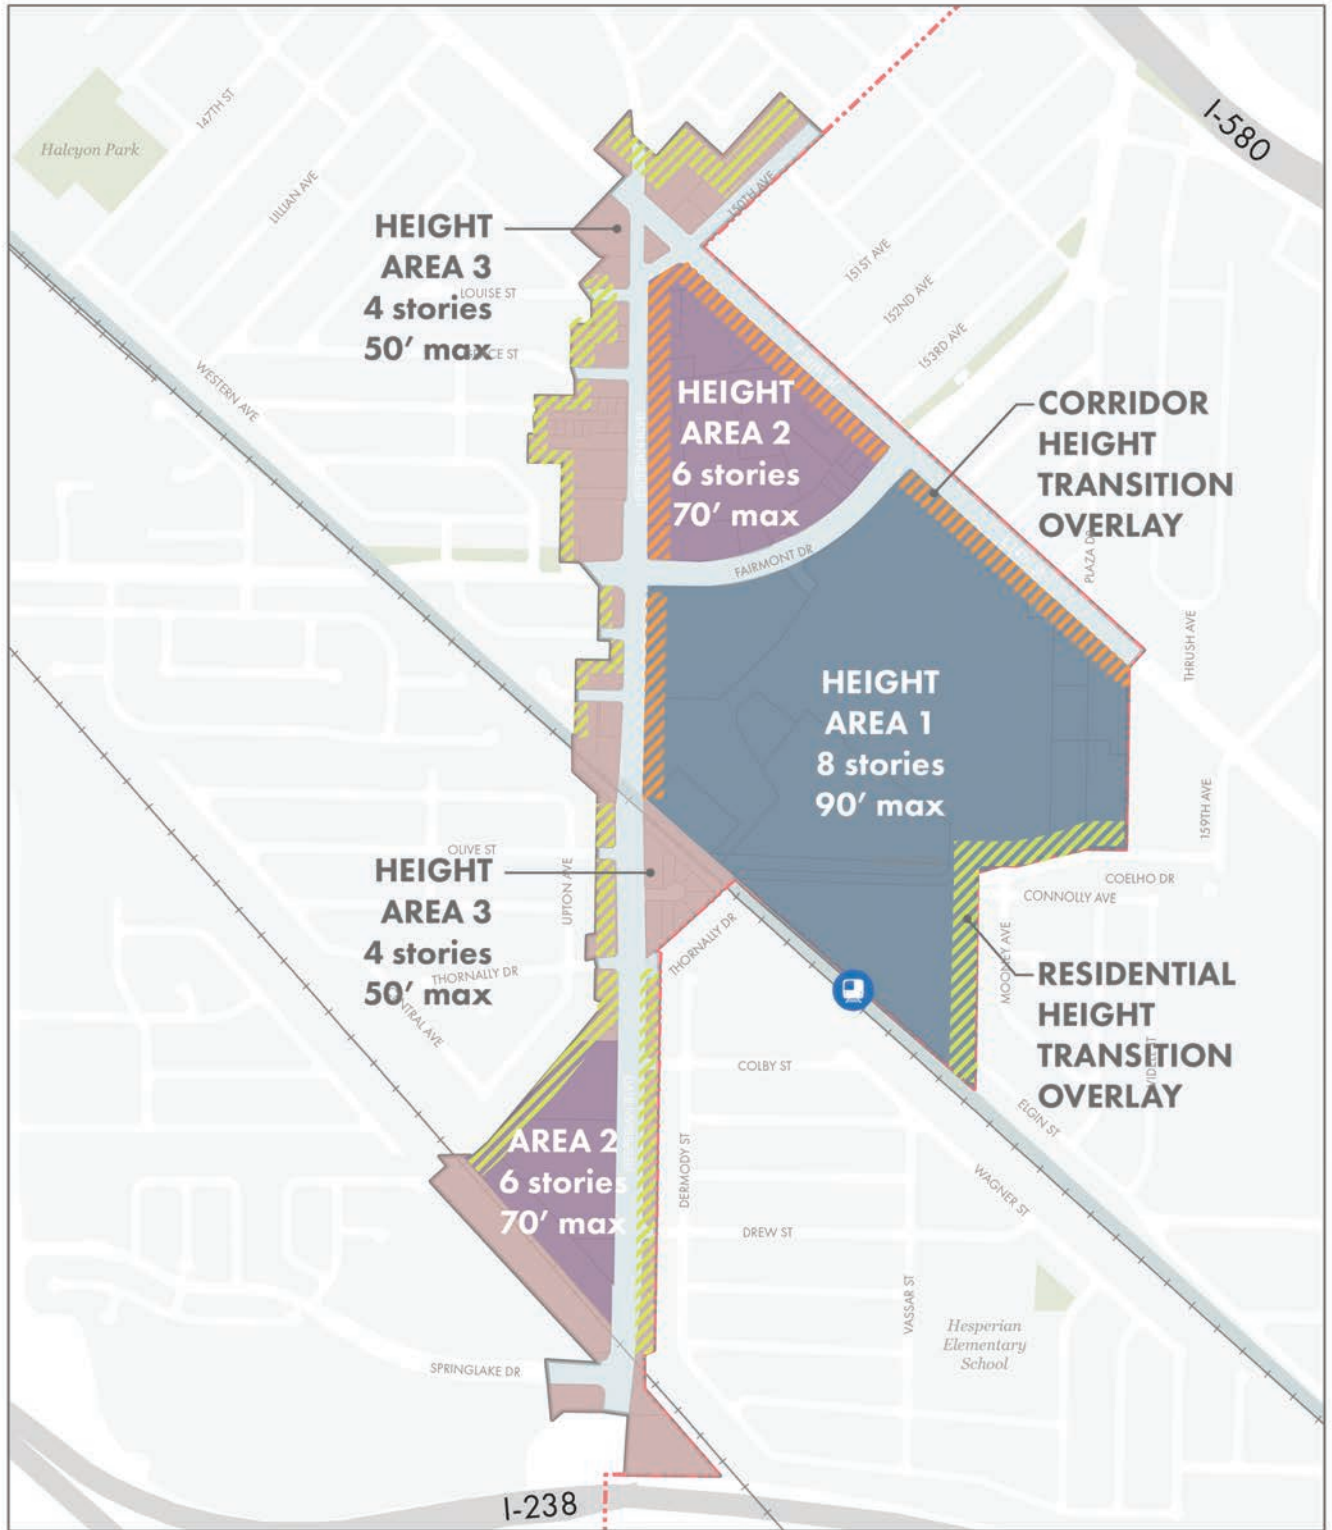 I-580
147TH ST
Halcyon Park
LILLIAN AVE
150TH AVE
HEIGHT
AREA 3
4 stories
50′ max
LOUISE ST
151ST AVE
152ND AVE
153RD AVE
WESTERN AVE
HEIGHT
AREA 2
6 stories
70′ max
CORRIDOR
HEIGHT
TRANSITION
OVERLAY
HESPERIAN BLVD
FAIRMONT DR
THRUSH AVE
HEIGHT
AREA 1
8 stories
90′ max
159TH AVE
OLIVE ST
UPTON AVE
HEIGHT
AREA 3
4 stories
50′ max
THORNALLY DR
COELHO DR
CONNOLLY AVE
MOONEY AVE
THORNALLY DR
RESIDENTIAL
HEIGHT
TRANSITION
OVERLAY
COLBY ST
ELGIN ST
AREA 2
6 stories
70′ max
DERMODY ST
WAGNER ST
DREW ST
VASSAR ST
Hesperian
Elementary
School
SPRINGLAKE DR
I-238